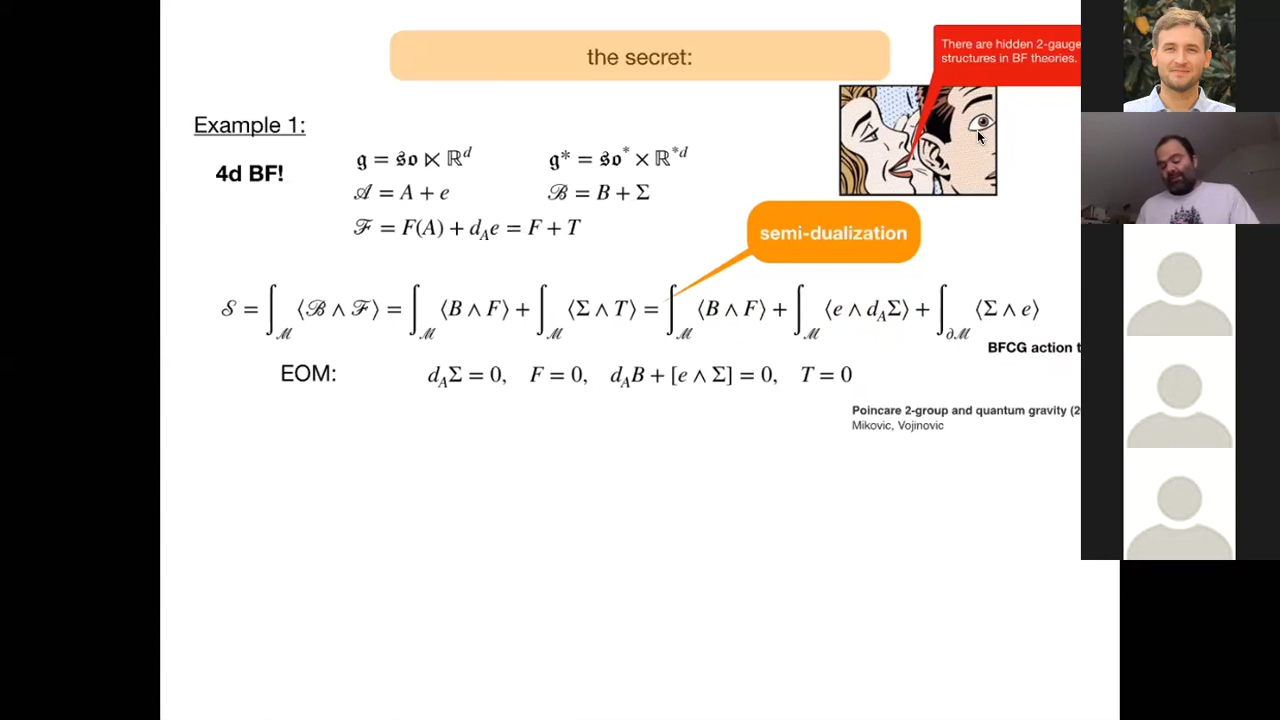 the secret:
There are hidden 2-gauge
structures in BF theories.
Example 1:
4d BF!
𝔤 = 𝔰𝔬 ⋉ ℝ^d    𝔤* = 𝔰𝔬* × ℝ*^d
𝒜 = A + e    ℬ = B + Σ
ℱ = F(A) + d_A e = F + T
semi-dualization
𝒮 = ∫_ℳ ⟨ℬ ∧ ℱ⟩ = ∫_ℳ ⟨B ∧ F⟩ + ∫_ℳ ⟨Σ ∧ T⟩ = ∫_ℳ ⟨B ∧ F⟩ + ∫_ℳ ⟨e ∧ d_A Σ⟩ + ∫_∂ℳ ⟨Σ ∧ e⟩
BFCG action t
EOM:    d_A Σ = 0,   F = 0,   d_A B + [e ∧ Σ] = 0,   T = 0
Poincare 2-group and quantum gravity (2
Mikovic, Vojinovic